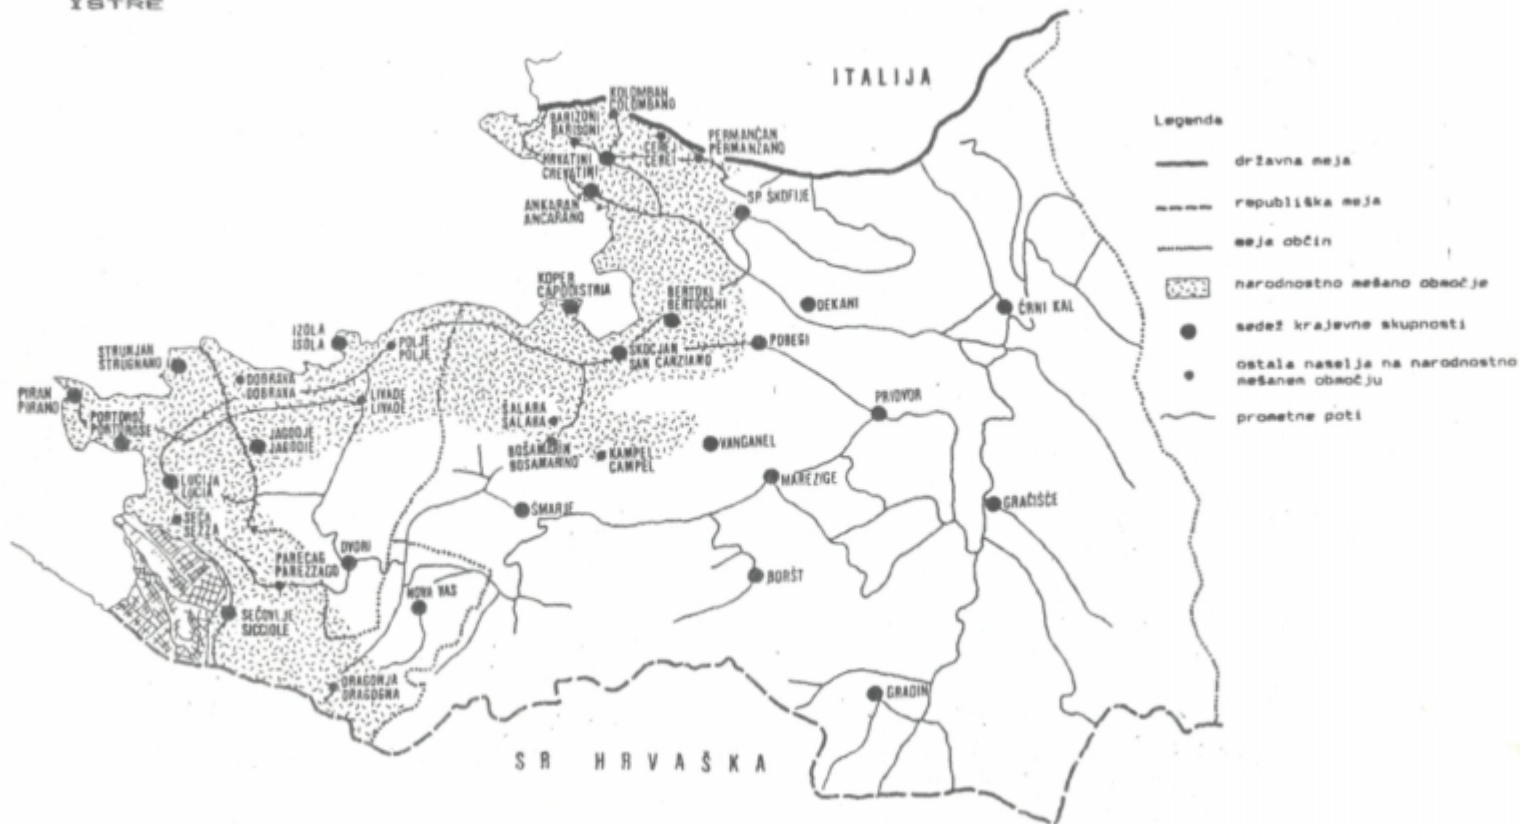 ISTRE
ITALIJA
KOLOMBAN
COLOMBANO
BARIZONI
BARISONI
CEREJ
CEREI
PERMANČAN
PERMANZANO
HRVATINI
CREVATINI
ANKARAN
ANCARANO
SP ŠKOFIJE
KOPER
CAPODISTRIA
BERTOKI
BERTOCCHI
DEKANI
ČRNI KAL
IZOLA
ISOLA
POLJE
POLJE
STRUNJAN
STRUGNANO
ŠKOCJAN
SAN CANZIANO
POBEGI
DOBRAVA
DOBRAVA
LIVADE
LIVADE
PIRAN
PIRANO
PORTOROŽ
PORTOROSE
ŠALARA
SALARA
PRIDVOR
JAGODJE
JAGODIE
BOŠAMARIN
BOSAMARINO
KAMPEL
CAMPEL
VANGANEL
LUCIJA
LUCIA
MAREZIGE
ŠMARJE
GRAČIŠČE
SEČA
SEZZA
PARECAG
PAREZZAGO
DVORI
NOVA VAS
BORŠT
SEČOVLJE
SICCIOLE
DRAGONJA
DRAGOGNA
GRADIN
SR HRVAŠKA
Legenda
državna meja
republiška meja
meja občin
narodnostno mešano območje
sedež krajevne skupnosti
ostala naselja na narodnostno
mešanem območju
prometne poti